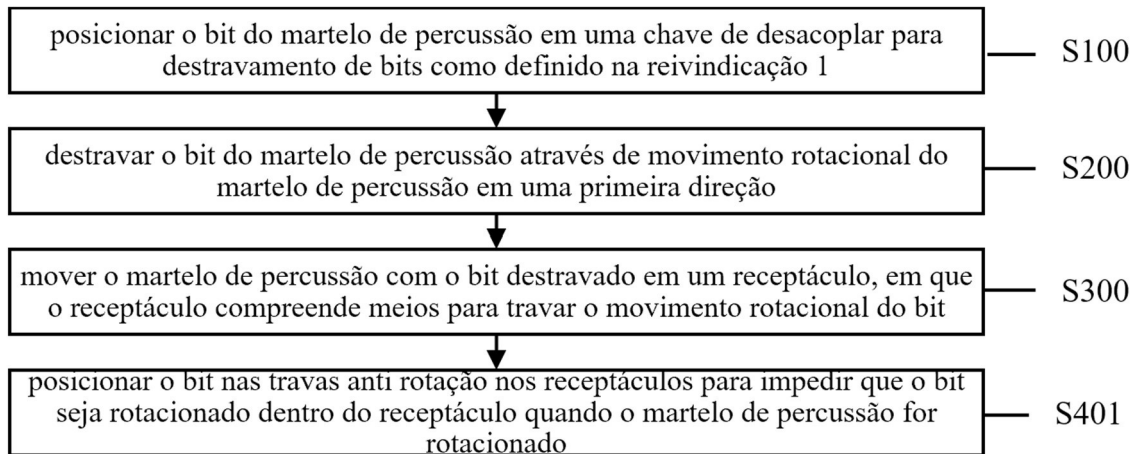 posicionar o bit do martelo de percussão em uma chave de desacoplar para
destravamento de bits como definido na reivindicação 1
S100
destravar o bit do martelo de percussão através de movimento rotacional do
martelo de percussão em uma primeira direção
S200
mover o martelo de percussão com o bit destravado em um receptáculo, em que
o receptáculo compreende meios para travar o movimento rotacional do bit
S300
posicionar o bit nas travas anti rotação nos receptáculos para impedir que o bit
seja rotacionado dentro do receptáculo quando o martelo de percussão for
rotacionado
S401